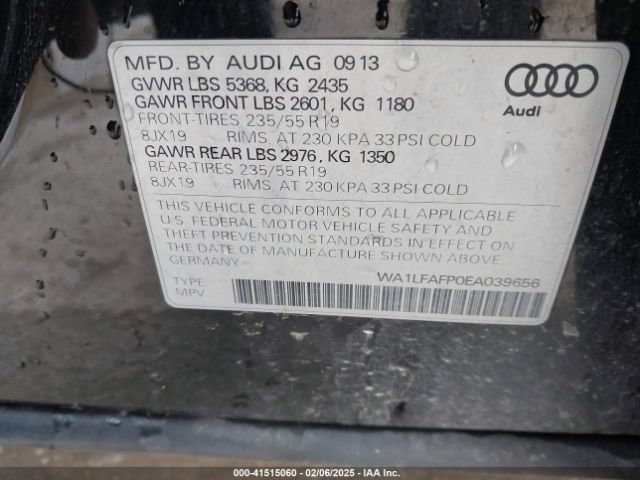 MFD. BY AUDI AG 09 13
GVWR LBS 5368, KG 2435
GAWR FRONT LBS 2601, KG 1180
FRONT-TIRES 235/55 R19
8JX19 RIMS, AT 230 KPA 33 PSI COLD
GAWR REAR LBS 2976, KG 1350
REAR-TIRES 235/55 R19
8JX19 RIMS, AT 230 KPA 33 PSI COLD
THIS VEHICLE CONFORMS TO ALL APPLICABLE
U.S. FEDERAL MOTOR VEHICLE SAFETY AND
THEFT PREVENTION STANDARDS IN EFFECT ON
THE DATE OF MANUFACTURE SHOWN ABOVE
GERMANY
TYPE:
MPV
WA1LFAFP0EA039656
Audi
000-41515060 - 02/06/2025 - IAA Inc.